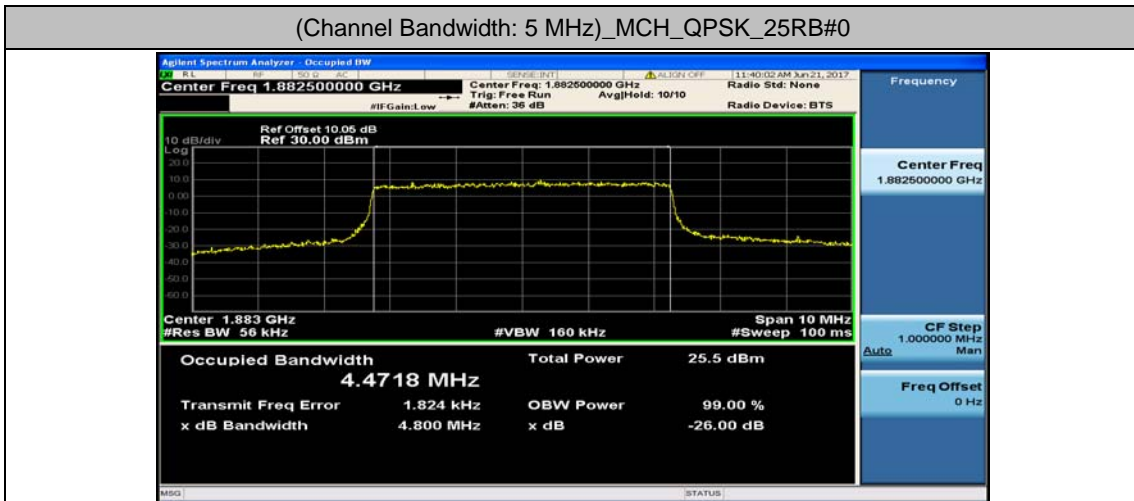 (Channel Bandwidth: 5 MHz)_MCH_QPSK_25RB#0
Agilent Spectrum Analyzer - Occupied BW
RL RF 50 Ω AC SENSE:INT ALIGN OFF 11:40:02 AM Jun 21, 2017
Center Freq 1.882500000 GHz
Center Freq: 1.882500000 GHz
Radio Std: None
Trig: Free Run Avg|Hold: 10/10
#IFGain:Low #Atten: 36 dB Radio Device: BTS
Ref Offset 10.05 dB
10 dB/div Ref 30.00 dBm
Log
20.0
10.0
0.00
-10.0
-20.0
-30.0
-40.0
-50.0
-60.0
Center 1.883 GHz Span 10 MHz
#Res BW 56 kHz #VBW 160 kHz #Sweep 100 ms
Occupied Bandwidth Total Power 25.5 dBm
4.4718 MHz
Transmit Freq Error 1.824 kHz OBW Power 99.00 %
x dB Bandwidth 4.800 MHz x dB -26.00 dB
MSG STATUS
Frequency
Center Freq
1.882500000 GHz
CF Step
1.000000 MHz
Auto Man
Freq Offset
0 Hz